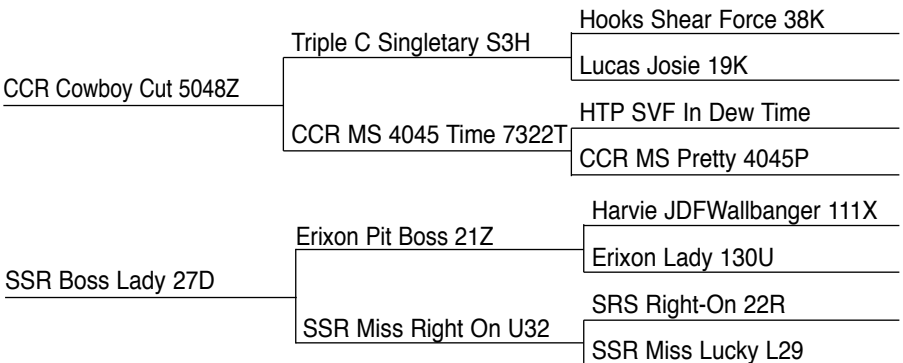 Hooks Shear Force 38K
Triple C Singletary S3H
Lucas Josie 19K
CCR Cowboy Cut 5048Z
HTP SVF In Dew Time
CCR MS 4045 Time 7322T
CCR MS Pretty 4045P
Harvie JDFWallbanger 111X
Erixon Pit Boss 21Z
Erixon Lady 130U
SSR Boss Lady 27D
SRS Right-On 22R
SSR Miss Right On U32
SSR Miss Lucky L29